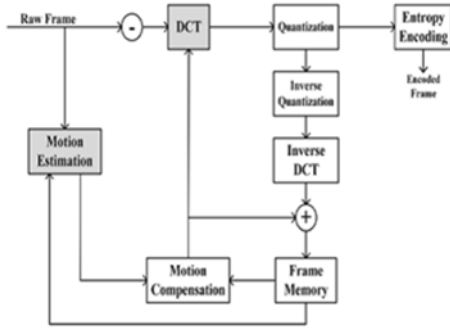 Raw Frame
-
DCT
Quantization
Entropy
Encoding
Encoded
Frame
Inverse
Quantization
Motion
Estimation
Inverse
DCT
+
Motion
Compensation
Frame
Memory